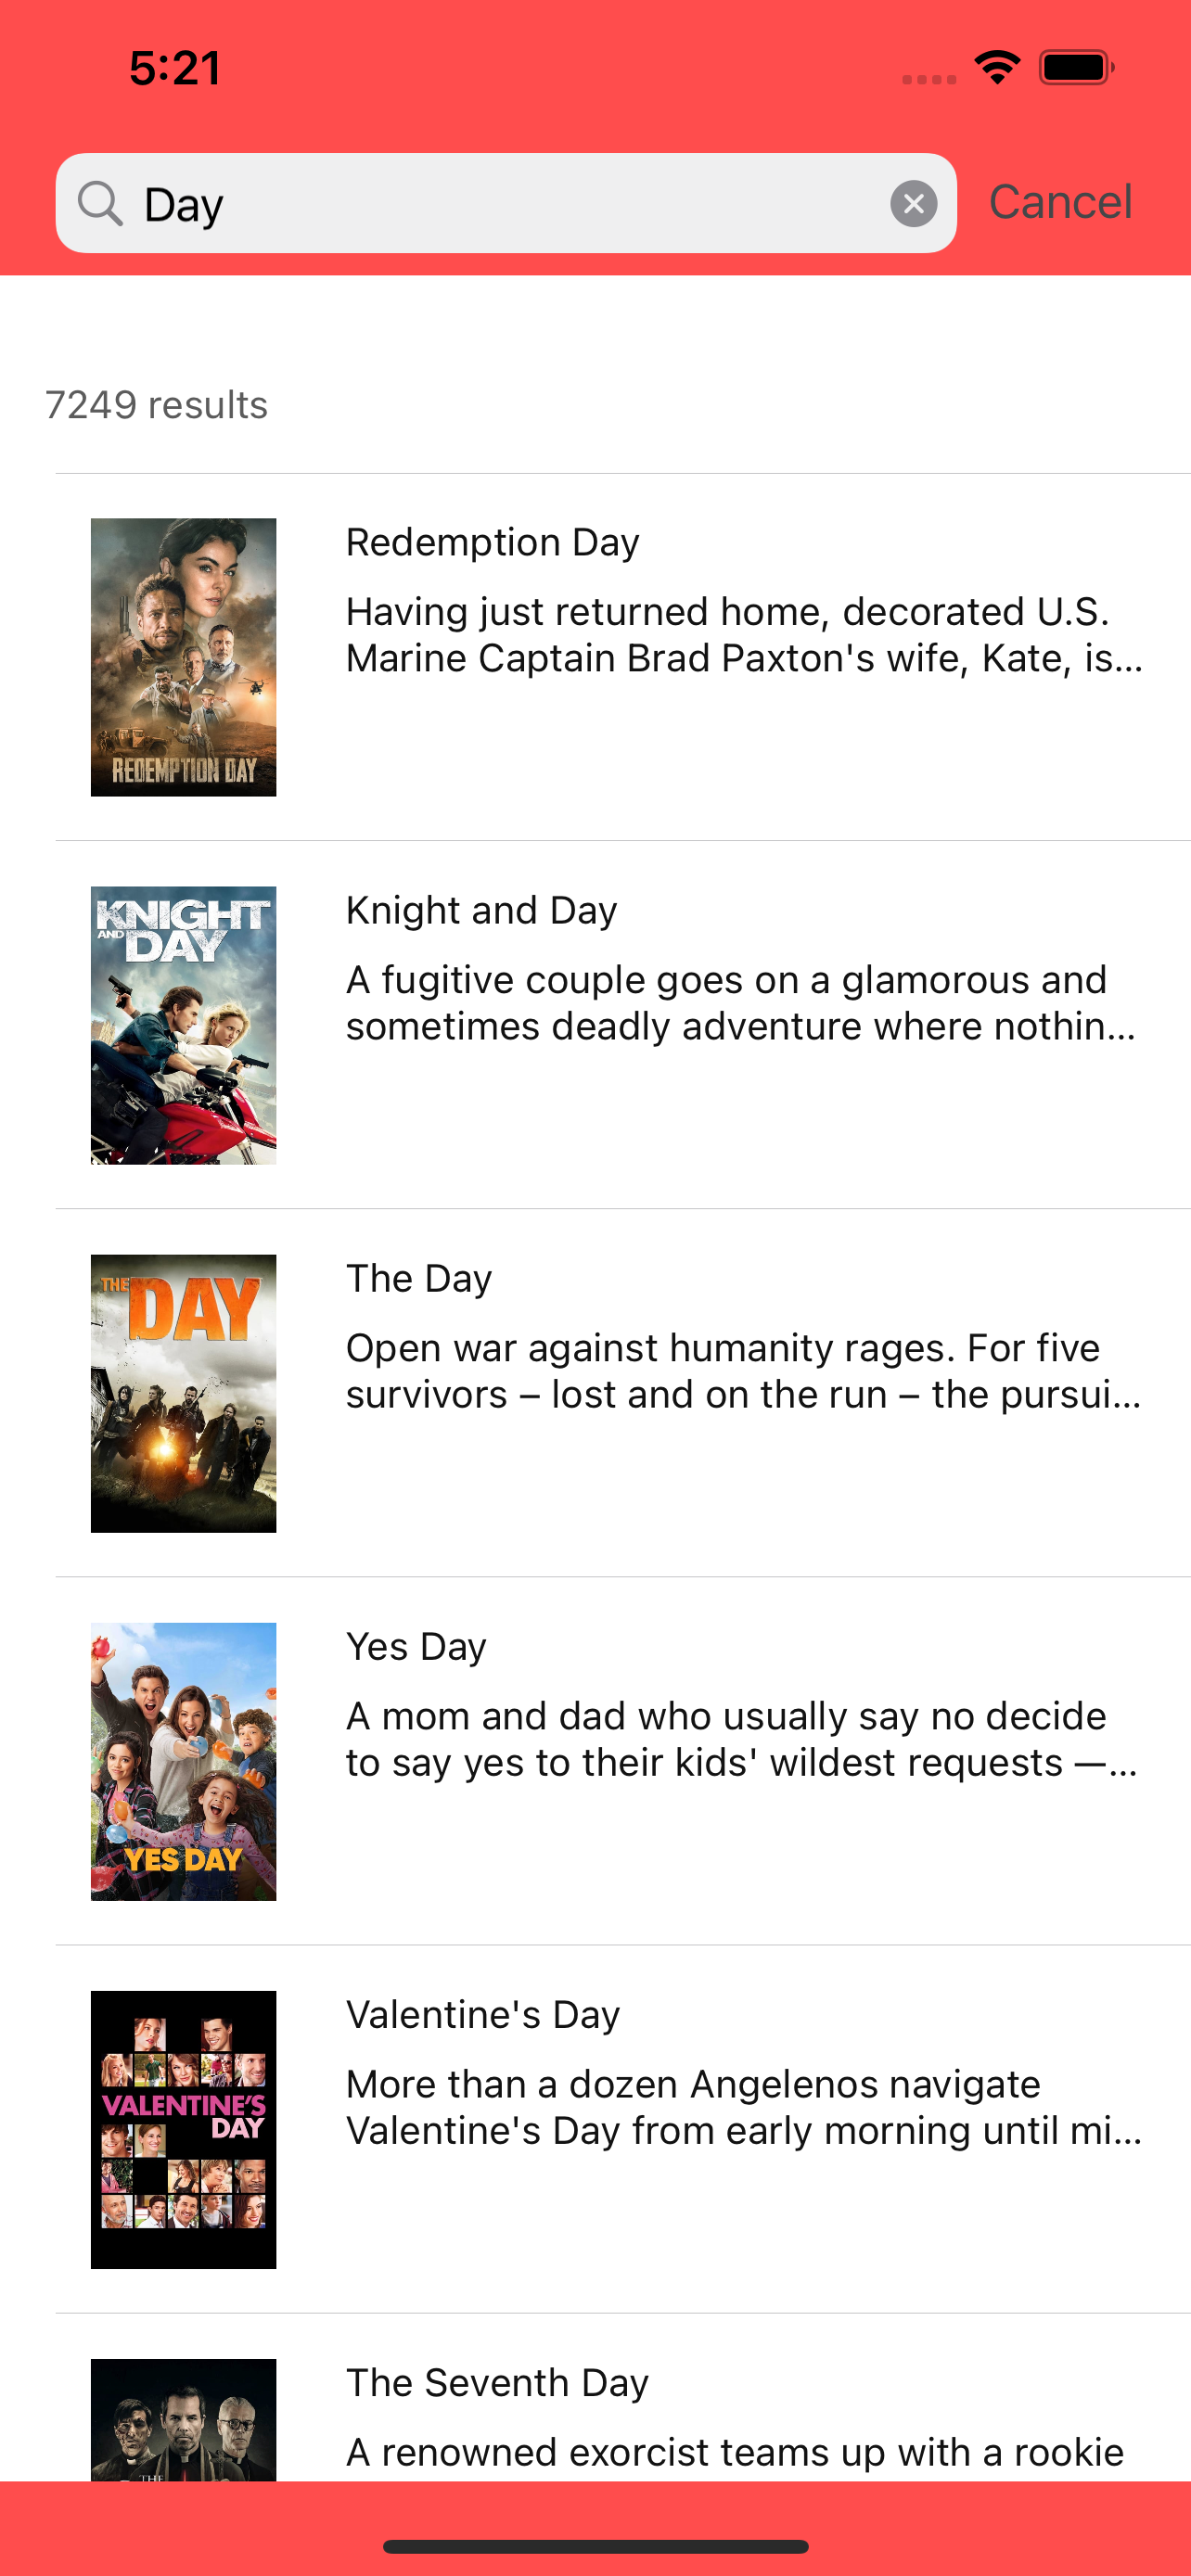 5:21
Day
Cancel
7249 results
REDEMPTION DAY
Redemption Day
Having just returned home, decorated U.S.
Marine Captain Brad Paxton's wife, Kate, is...
KNIGHT
AND DAY
Knight and Day
A fugitive couple goes on a glamorous and
sometimes deadly adventure where nothin...
THE DAY
The Day
Open war against humanity rages. For five
survivors – lost and on the run – the pursui...
YES DAY
Yes Day
A mom and dad who usually say no decide
to say yes to their kids' wildest requests —...
VALENTINE'S
DAY
Valentine's Day
More than a dozen Angelenos navigate
Valentine's Day from early morning until mi...
THE
The Seventh Day
A renowned exorcist teams up with a rookie